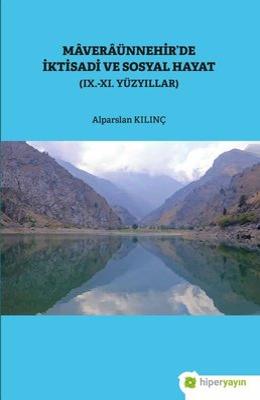 MÂVERÂÜNNEHİR'DE
İKTİSADİ VE SOSYAL HAYAT
(IX.-XI. YÜZYILLAR)
Alparslan KILINÇ
hiperyayın